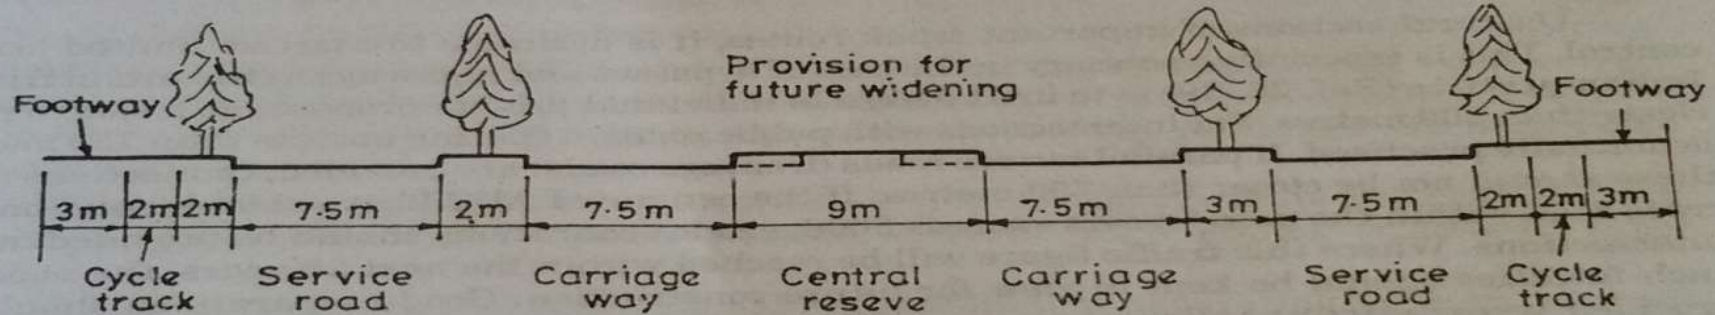 Provision for
future widening
Footway
Footway
3m 2m 2m 7.5m 2m 7.5m 9m 7.5m 3m 7.5m 2m 2m 3m
Cycle
track
Service
road
Carriage
way
Central
reseve
Carriage
way
Service
road
Cycle
track